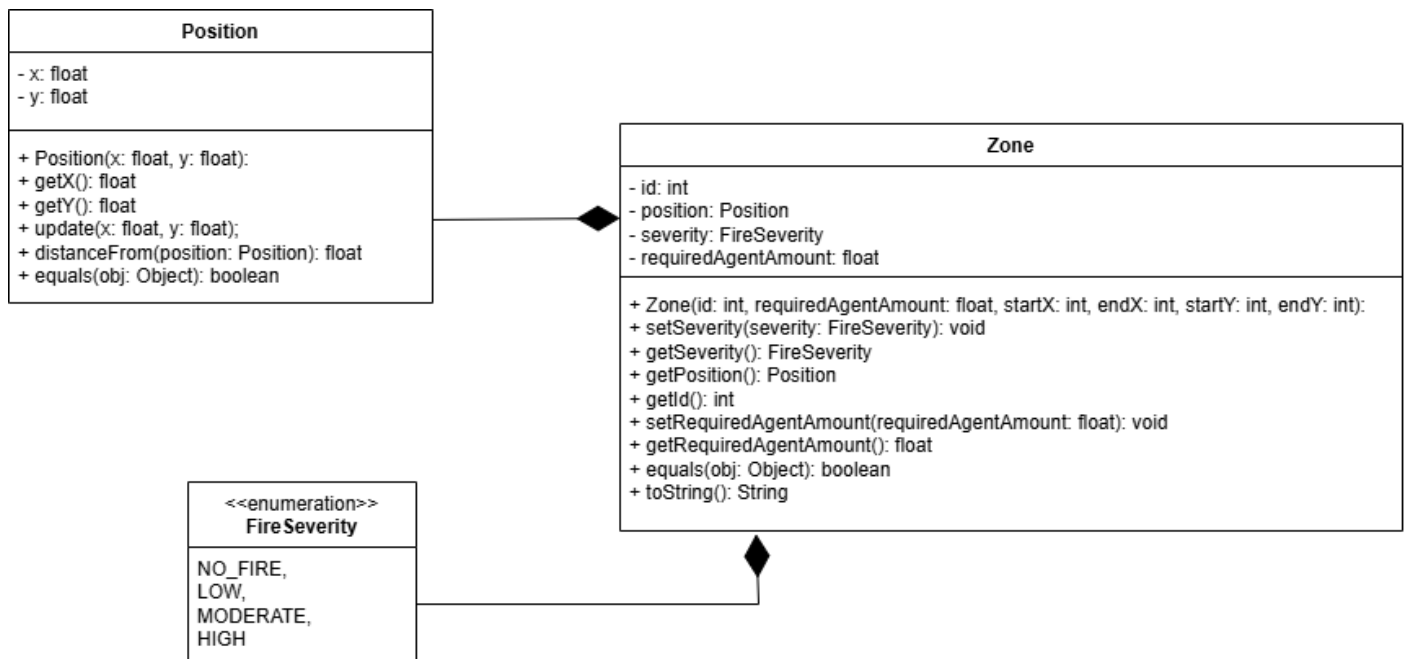 Position
- x: float
- y: float
+ Position(x: float, y: float):
+ getX(): float
+ getY(): float
+ update(x: float, y: float);
+ distanceFrom(position: Position): float
+ equals(obj: Object): boolean
Zone
- id: int
- position: Position
- severity: FireSeverity
- requiredAgentAmount: float
+ Zone(id: int, requiredAgentAmount: float, startX: int, endX: int, startY: int, endY: int):
+ setSeverity(severity: FireSeverity): void
+ getSeverity(): FireSeverity
+ getPosition(): Position
+ getId(): int
+ setRequiredAgentAmount(requiredAgentAmount: float): void
+ getRequiredAgentAmount(): float
+ equals(obj: Object): boolean
+ toString(): String
<<enumeration>>
FireSeverity
NO_FIRE,
LOW,
MODERATE,
HIGH